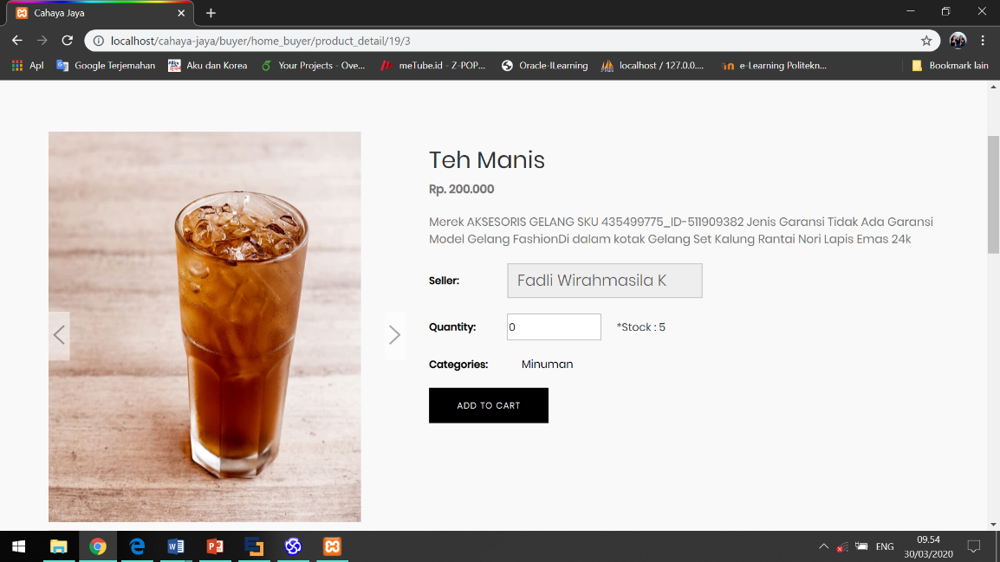 Cahaya Jaya
localhost/cahaya-jaya/buyer/home_buyer/product_detail/19/3
Apl
Google Terjemahan
Aku dan Korea
Your Projects - Ove...
meTube.id - Z-POP...
Oracle-ILearning
localhost / 127.0.0....
e-Learning Politekn...
Bookmark lain
Teh Manis
Rp. 200.000
Merek AKSESORIS GELANG SKU 435499775_ID-511909382 Jenis Garansi Tidak Ada Garansi
Model Gelang FashionDi dalam kotak Gelang Set Kalung Rantai Nori Lapis Emas 24k
Seller: Fadli Wirahmasila K
Quantity: 0 *Stock : 5
Categories: Minuman
ADD TO CART
ENG
09.54
30/03/2020